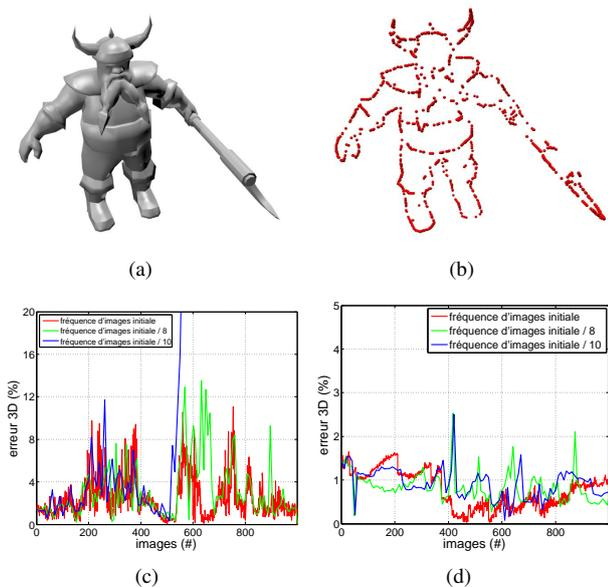 (a)
(b)
20
16
12
8
4
0
200
400
600
800
erreur 3D (%)
images (#)
fréquence d'images initiale
fréquence d'images initiale / 8
fréquence d'images initiale / 10
5
4
3
2
1
0
0
200
400
600
800
erreur 3D (%)
images (#)
fréquence d'images initiale
fréquence d'images initiale / 8
fréquence d'images initiale / 10
(c)
(d)